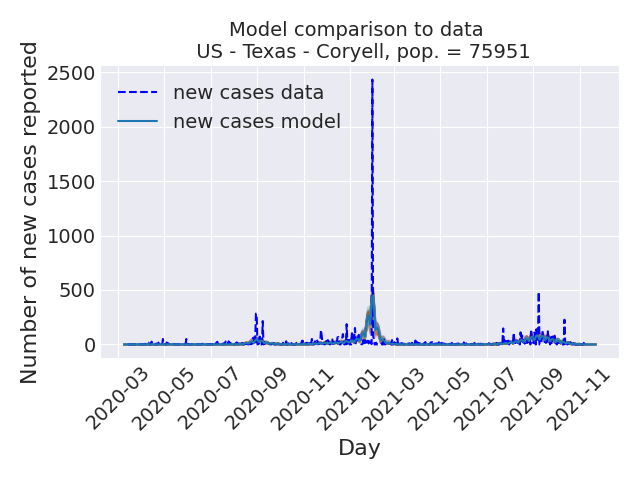 Model comparison to data
US - Texas - Coryell, pop. = 75951
Number of new cases reported
2500
2000
1500
1000
500
0
new cases data
new cases model
2020-03
2020-05
2020-07
2020-09
2020-11
2021-01
2021-03
2021-05
2021-07
2021-09
2021-11
Day